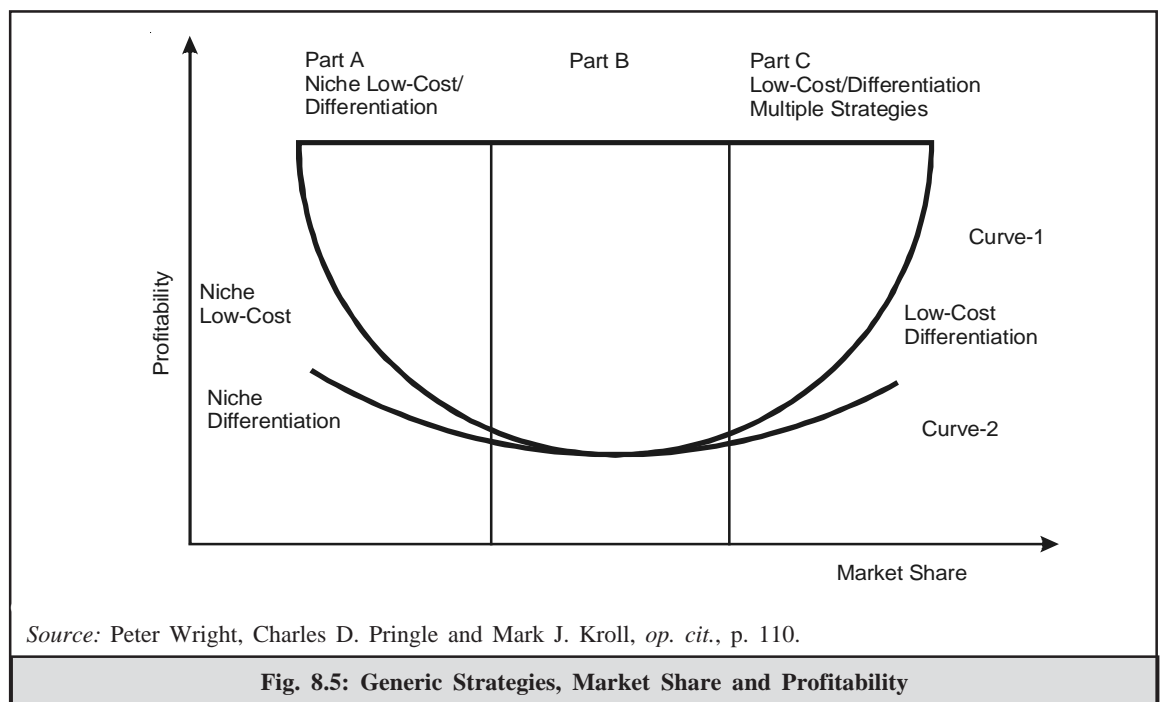 Part A
Niche Low-Cost/
Differentiation
Part B
Part C
Low-Cost/Differentiation
Multiple Strategies
Profitability
Niche
Low-Cost
Niche
Differentiation
Curve-1
Low-Cost
Differentiation
Curve-2
Market Share
Source: Peter Wright, Charles D. Pringle and Mark J. Kroll, op. cit., p. 110.
Fig. 8.5: Generic Strategies, Market Share and Profitability